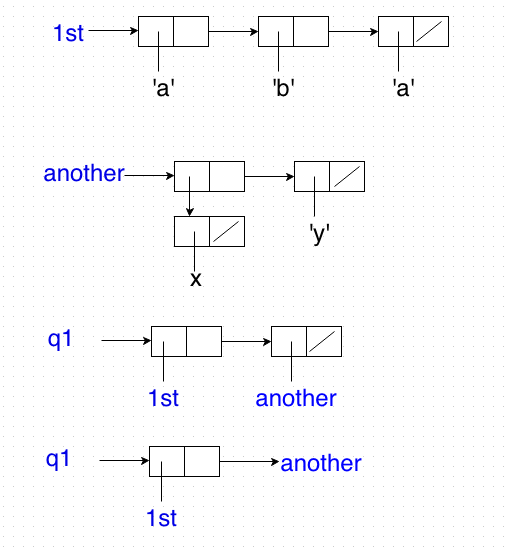 1st
'a' 'b' 'a'
another
'y'
x
q1
1st another
q1 another
1st